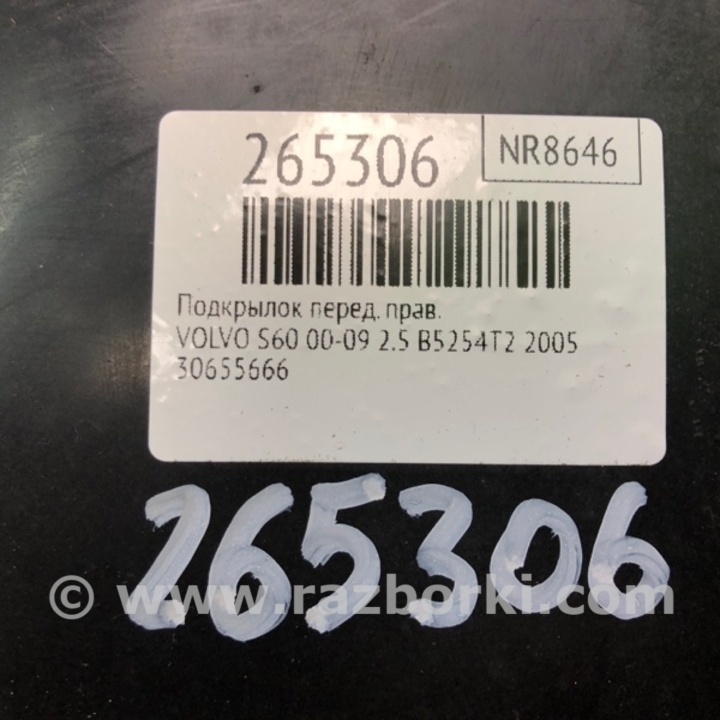 265306 NR8646
Подкрылок перед. прав.
VOLVO S60 00-09 2.5 B5254T2 2005
30655666
265306
© www.razborki.com